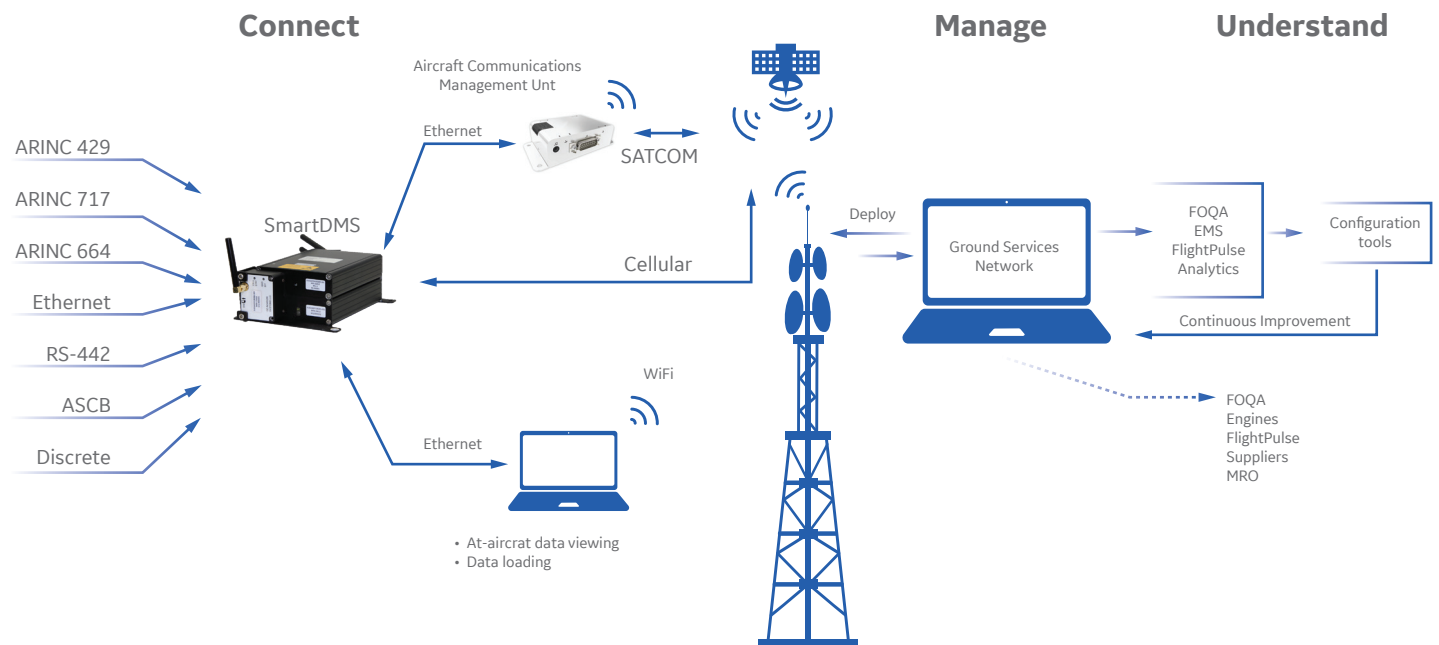 Connect
Manage
Understand
Aircraft Communications
Management Unt
Ethernet
SATCOM
ARINC 429
ARINC 717
ARINC 664
Ethernet
RS-442
ASCB
Discrete
SmartDMS
Cellular
WiFi
Ethernet
• At-aircrat data viewing
• Data loading
Deploy
Ground Services
Network
FOQA
EMS
FlightPulse
Analytics
Configuration
tools
Continuous Improvement
FOQA
Engines
FlightPulse
Suppliers
MRO